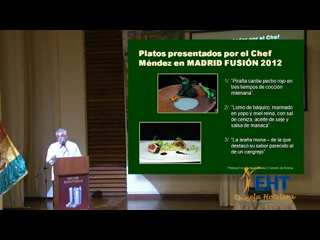 Platos presentados por el Chef
Méndez en MADRID FUSIÓN 2012
1/. "Piraña caribe pecho rojo en
tres tiempos de cocción
milenaria".
2/. "Lomo de báquiro, marinado
en yopo y miel reina, con sal
de ceniza, aceite de seje y
salsa de manaca"
3/. "La araña mona – de la que
destacó su sabor parecido al
de un cangrejo".
EHT
Escuela Hotelera